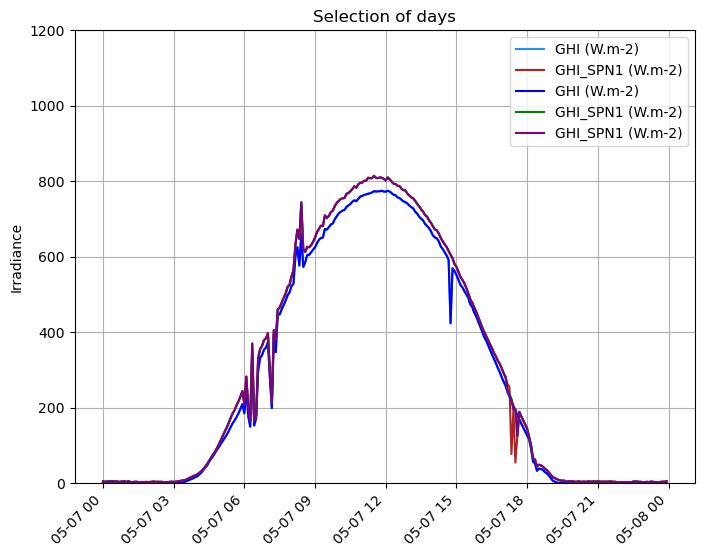 Selection of days
1200
1000
800
600
400
200
0
Irradiance
GHI (W.m-2)
GHI_SPN1 (W.m-2)
GHI (W.m-2)
GHI_SPN1 (W.m-2)
GHI_SPN1 (W.m-2)
05-07 00
05-07 03
05-07 06
05-07 09
05-07 12
05-07 15
05-07 18
05-07 21
05-08 00